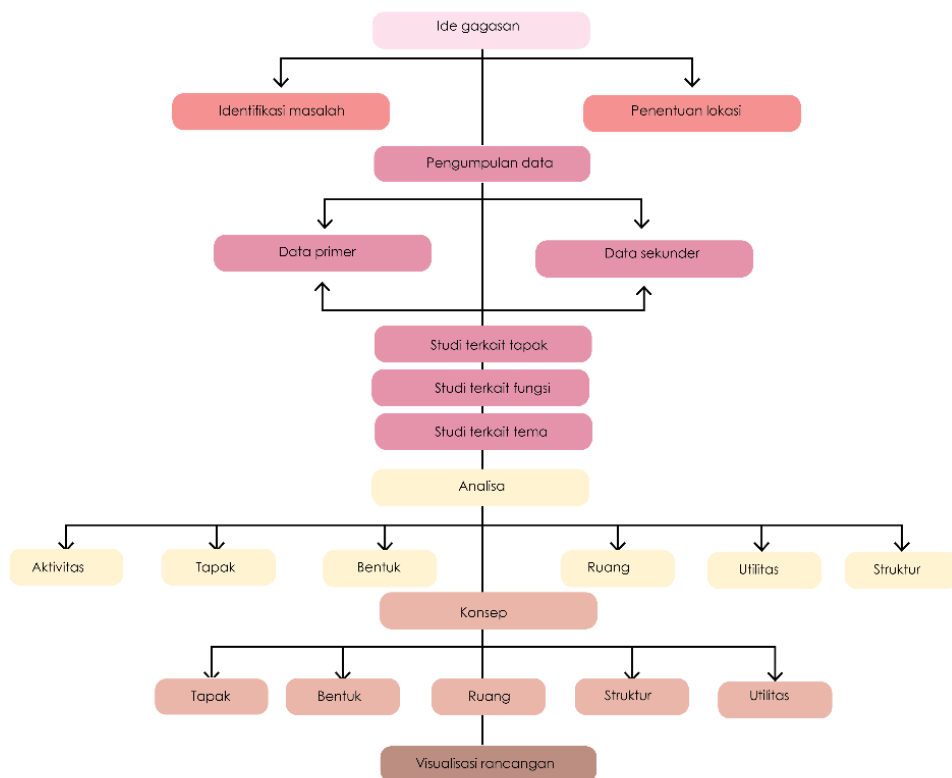 Ide gagasan
Identifikasi masalah
Penentuan lokasi
Pengumpulan data
Data primer
Data sekunder
Studi terkait tapak
Studi terkait fungsi
Studi terkait tema
Analisa
Aktivitas
Tapak
Bentuk
Ruang
Utilitas
Struktur
Konsep
Tapak
Bentuk
Ruang
Struktur
Utilitas
Visualisasi rancangan